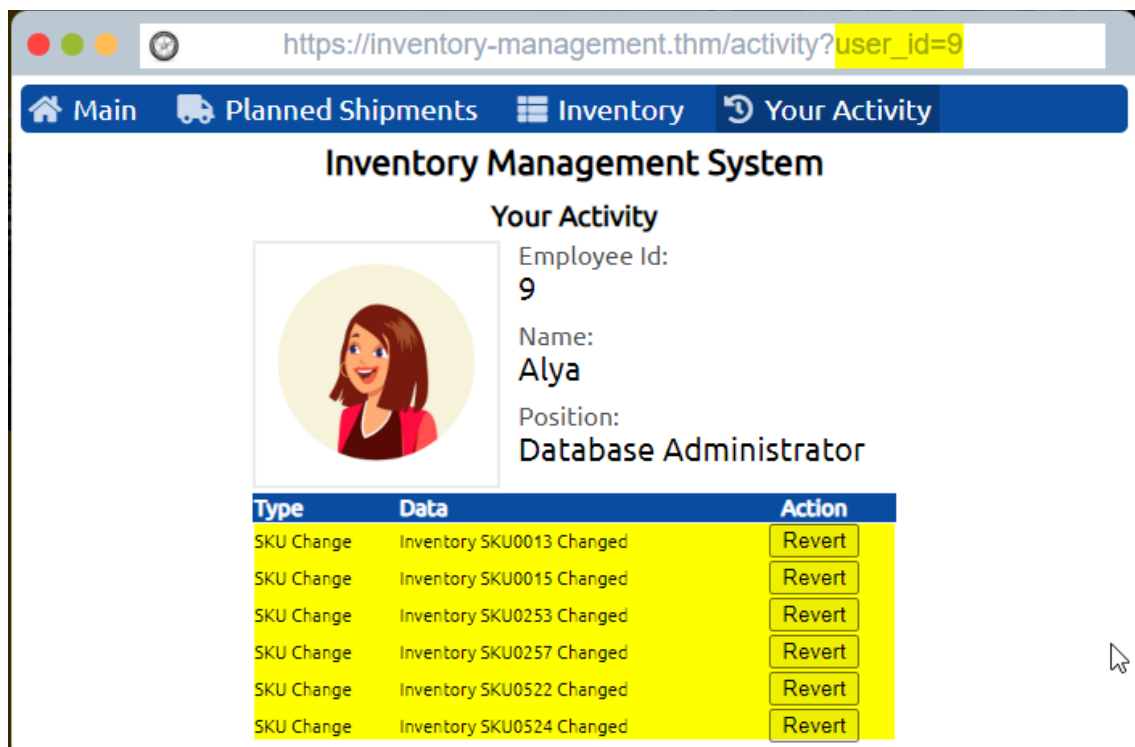 https://inventory-management.thm/activity?user_id=9
Main Planned Shipments Inventory Your Activity
Inventory Management System
Your Activity
Employee Id:
9
Name:
Alya
Position:
Database Administrator
Type Data Action
SKU Change Inventory SKU0013 Changed Revert
SKU Change Inventory SKU0015 Changed Revert
SKU Change Inventory SKU0253 Changed Revert
SKU Change Inventory SKU0257 Changed Revert
SKU Change Inventory SKU0522 Changed Revert
SKU Change Inventory SKU0524 Changed Revert